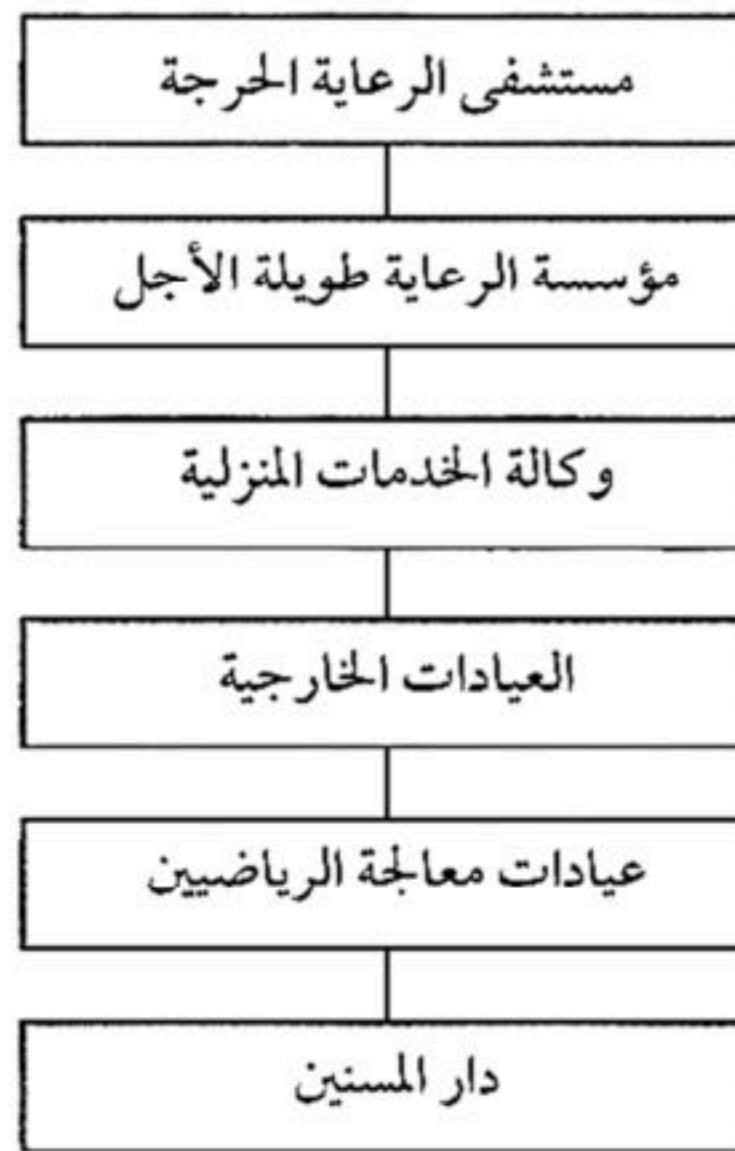 مستشفى الرعاية الحرجة
مؤسسة الرعاية طويلة الأجل
وكالة الخدمات المنزلية
العيادات الخارجية
عيادات معالجة الرياضيين
دار المسنين